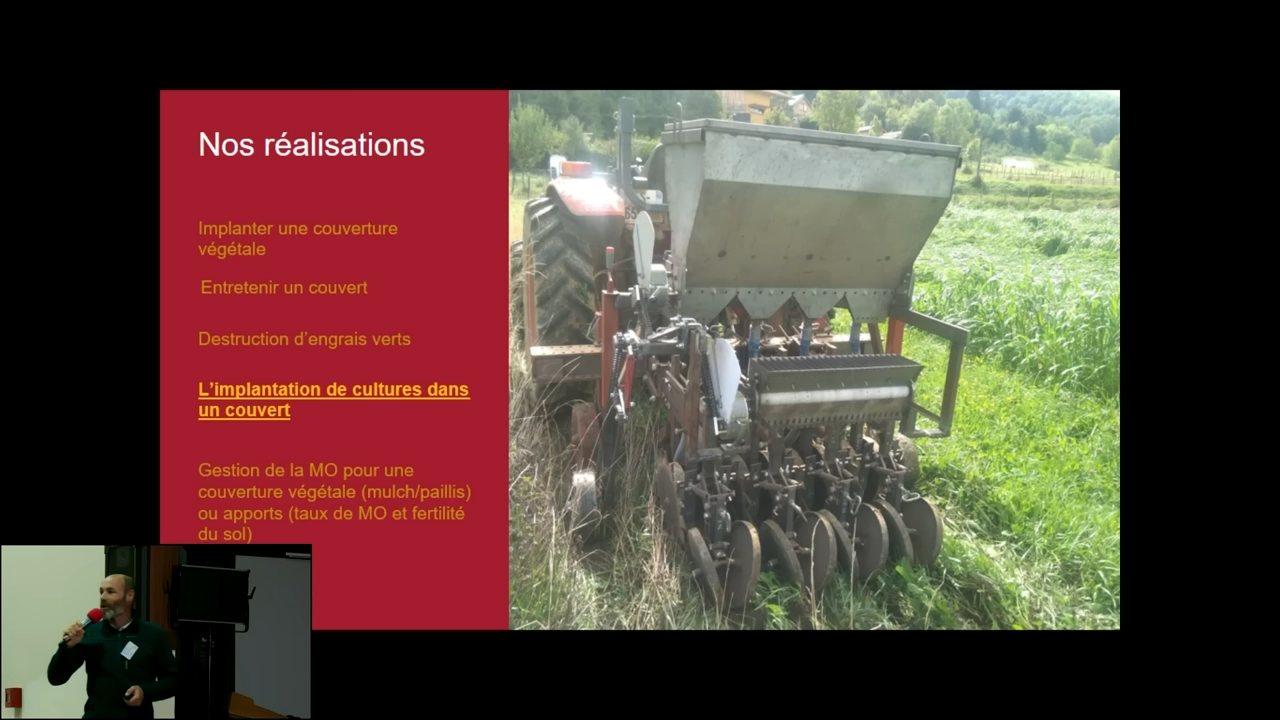 Nos réalisations
Implanter une couverture
végétale
Entretenir un couvert
Destruction d'engrais verts
L'implantation de cultures dans
un couvert
Gestion de la MO pour une
couverture végétale (mulch/paillis)
ou apports (taux de MO et fertilité
du sol)